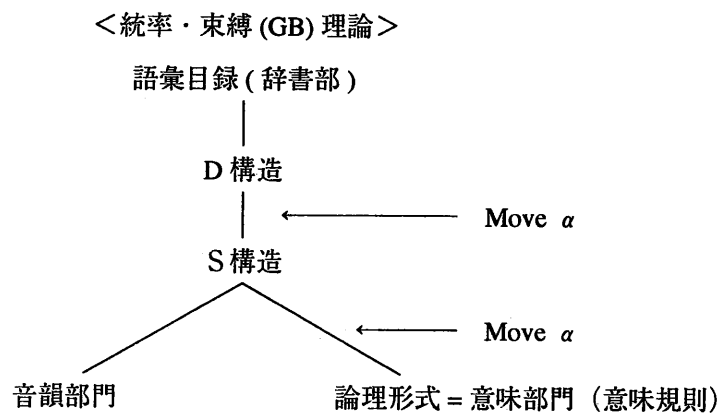 ＜統率・束縛 (GB) 理論＞
語彙目録 ( 辞書部 )
D 構造
Move α
S 構造
Move α
音韻部門
論理形式 = 意味部門（意味規則）